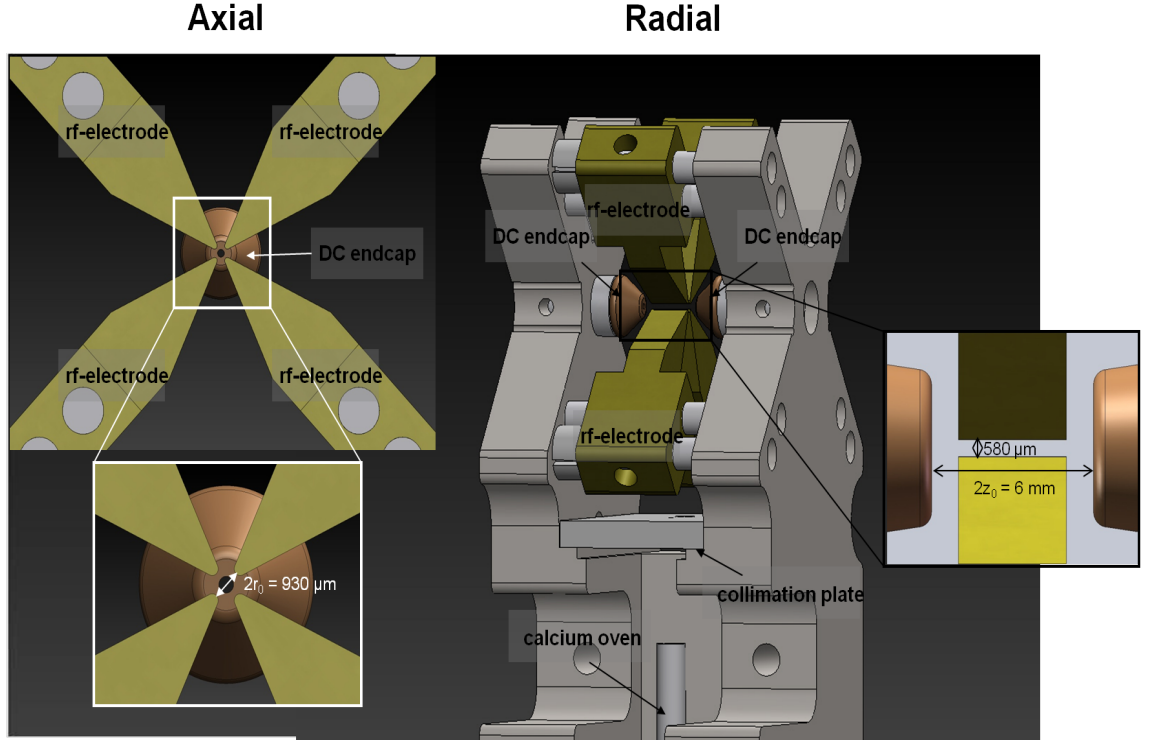 Axial
Radial
rf-electrode
rf-electrode
DC endcap
rf-electrode
rf-electrode
2r₀ = 930 µm
rf-electrode
DC endcap
DC endcap
rf-electrode
580 µm
2z₀ = 6 mm
collimation plate
calcium oven